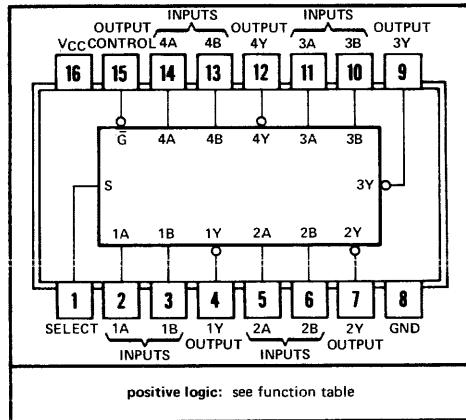 INPUTS INPUTS
OUTPUT OUTPUT OUTPUT
VCC CONTROL 4A 4B 4Y 3A 3B 3Y
16 15 14 13 12 11 10 9
G̅ 4A 4B 4Y 3A 3B
S 3Y
1A 1B 1Y 2A 2B 2Y
1 2 3 4 5 6 7 8
SELECT 1A 1B 1Y 2A 2B 2Y GND
INPUTS OUTPUT INPUTS OUTPUT
positive logic: see function table